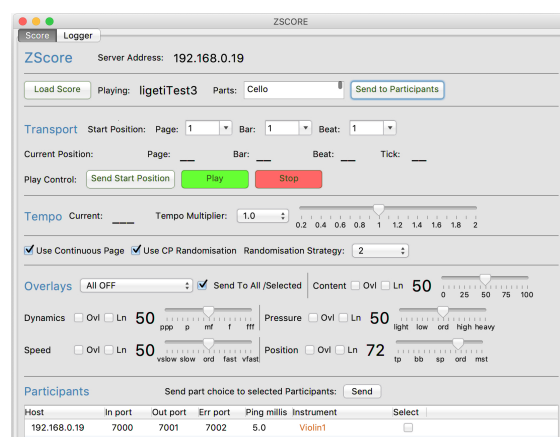 ZSCORE
Score Logger
ZScore Server Address: 192.168.0.19
Load Score Playing: ligetiTest3 Parts: Cello Send to Participants
Transport Start Position: Page: 1 Bar: 1 Beat: 1
Current Position: Page: __ Bar: __ Beat: __ Tick: __
Play Control: Send Start Position Play Stop
Tempo Current: ___ Tempo Multiplier: 1.0
0.2 0.4 0.6 0.8 1 1.2 1.4 1.6 1.8 2
Use Continuous Page Use CP Randomisation Randomisation Strategy: 2
Overlays All OFF Send To All /Selected Content Ovl Ln 50
0 25 50 75 100
Dynamics Ovl Ln 50 ppp p mf f fff Pressure Ovl Ln 50 light low ord high heavy
Speed Ovl Ln 50 vslow slow ord fast vfast Position Ovl Ln 72 tp bb sp ord mst
Participants Send part choice to selected Participants: Send
Host In port Out port Err port Ping millis Instrument Select
192.168.0.19 7000 7001 7002 5.0 Violin1